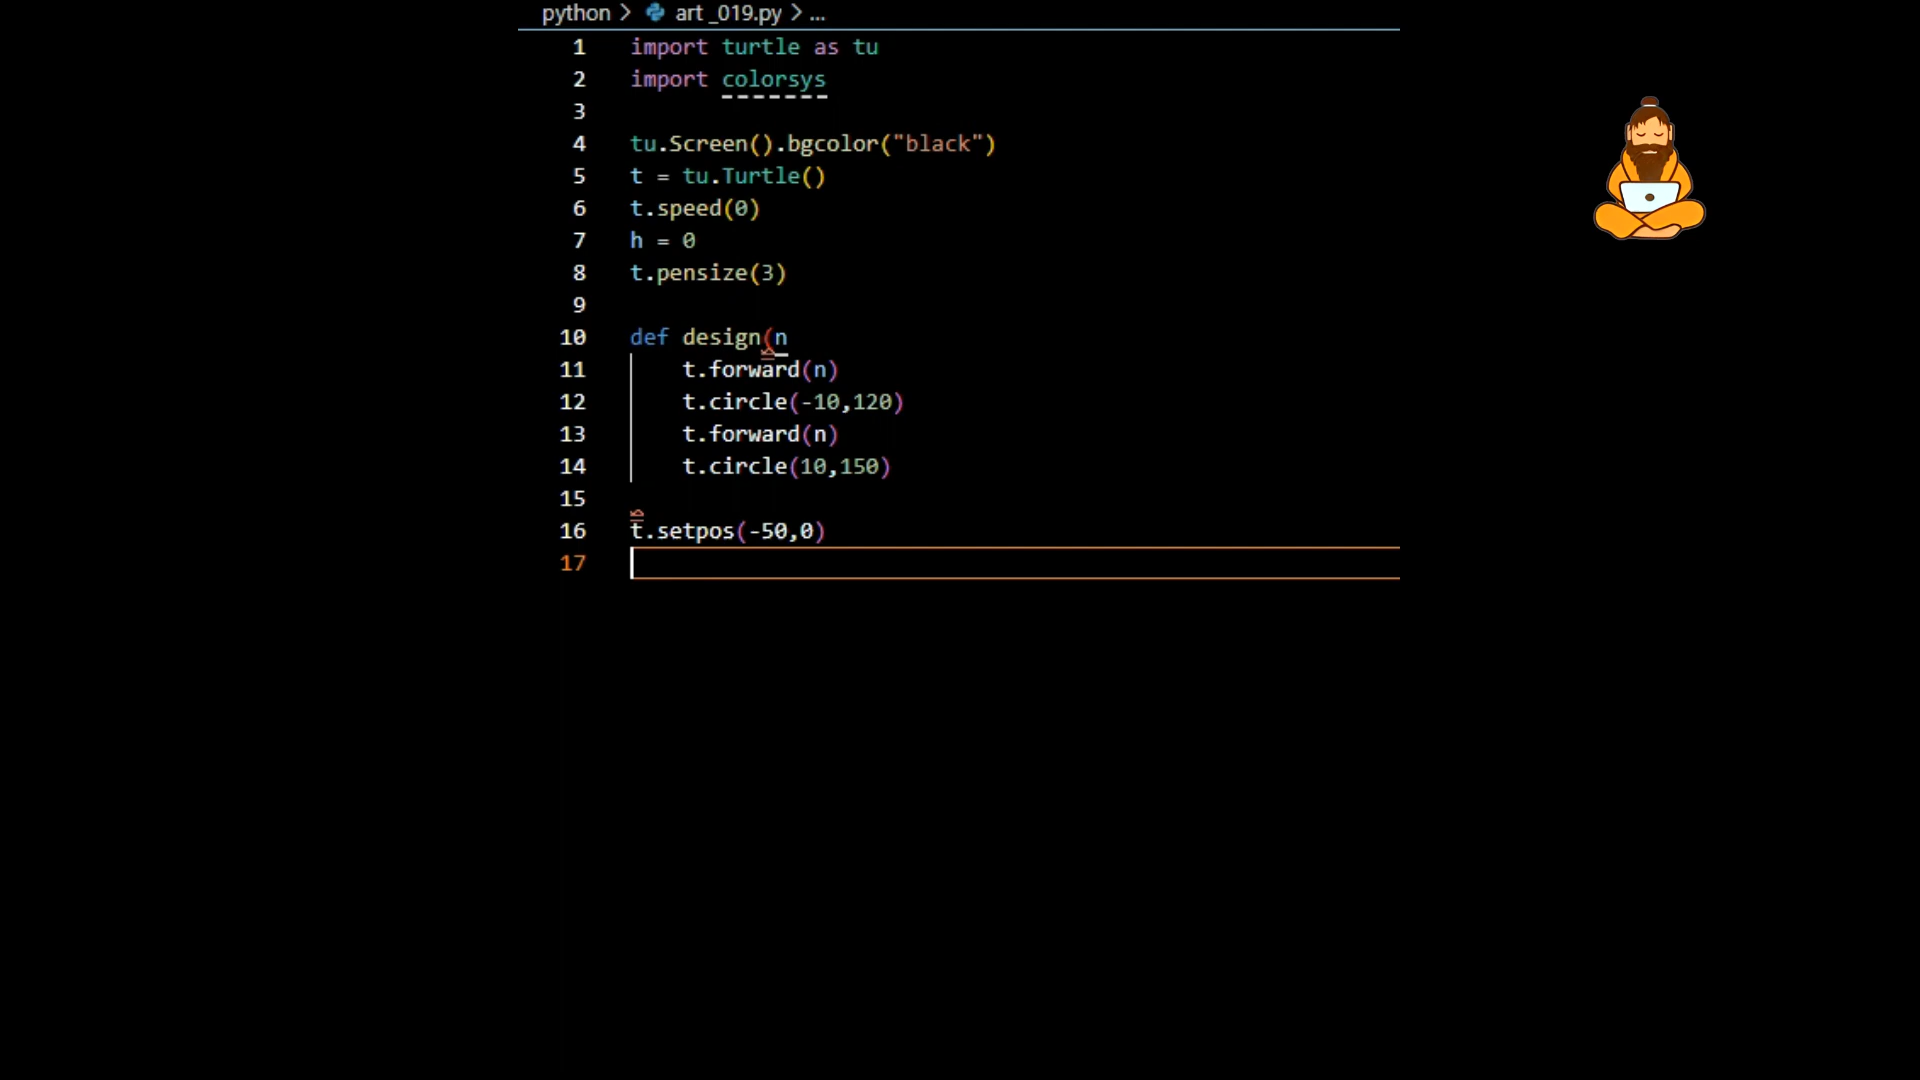 python > art _019.py > ...
1 import turtle as tu
2 import colorsys
3
4 tu.Screen().bgcolor("black")
5 t = tu.Turtle()
6 t.speed(0)
7 h = 0
8 t.pensize(3)
9
10 def design(n
11 t.forward(n)
12 t.circle(-10,120)
13 t.forward(n)
14 t.circle(10,150)
15
16 t.setpos(-50,0)
17